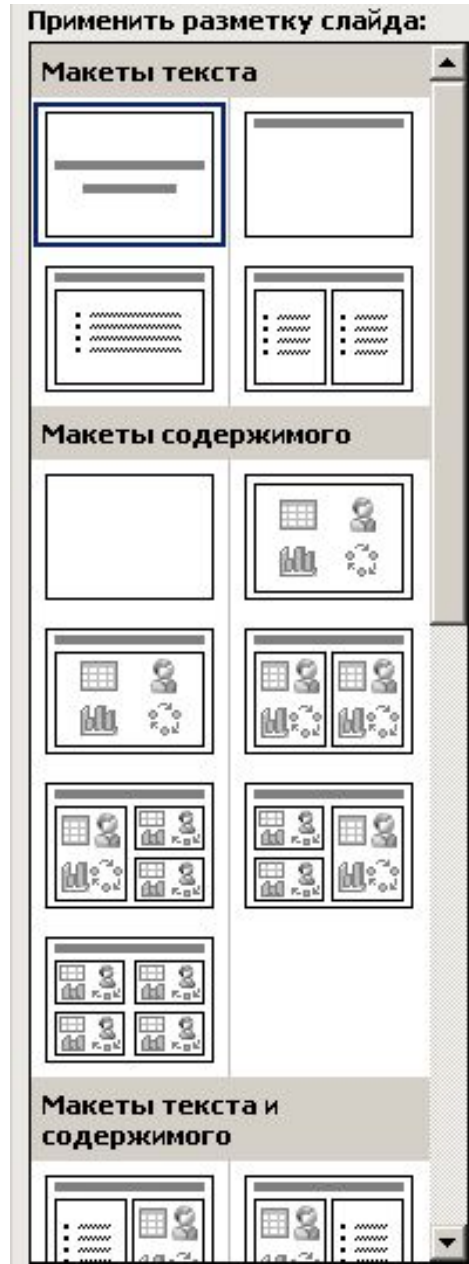 Применить разметку слайда:
Макеты текста
Макеты содержимого
Макеты текста и
содержимого